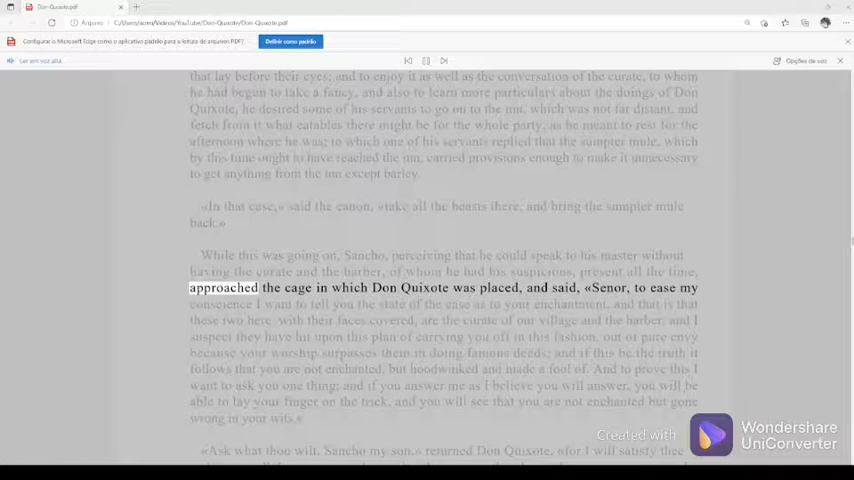 Don-Quixote.pdf
Arquivo C:/Users/isnm/Videos/YouTube/Don-Quixote/Don-Quixote.pdf
Configurar o Microsoft Edge como o aplicativo padrão para a leitura de arquivos PDF? Definir como padrão
Ler em voz alta Opções de voz
that lay before their eyes; and to enjoy it as well as the conversation of the curate, to whom
he had begun to take a fancy, and also to learn more particulars about the doings of Don
Quixote, he desired some of his servants to go on to the inn, which was not far distant, and
fetch from it what eatables there might be for the whole party, as he meant to rest for the
afternoon where he was; to which one of his servants replied that the sumpter mule, which
by this time ought to have reached the inn, carried provisions enough to make it unnecessary
to get anything from the inn except barley.
«In that case,» said the canon, «take all the beasts there, and bring the sumpter mule
back.»
While this was going on, Sancho, perceiving that he could speak to his master without
having the curate and the barber, of whom he had his suspicions, present all the time,
approached the cage in which Don Quixote was placed, and said, «Senor, to ease my
conscience I want to tell you the state of the case as to your enchantment, and that is that
these two here, with their faces covered, are the curate of our village and the barber; and I
suspect they have hit upon this plan of carrying you off in this fashion, out of pure envy
because your worship surpasses them in doing famous deeds; and if this be the truth it
follows that you are not enchanted, but hoodwinked and made a fool of. And to prove this I
want to ask you one thing; and if you answer me as I believe you will answer, you will be
able to lay your finger on the trick, and you will see that you are not enchanted but gone
wrong in your wits.»
Created with Wondershare
UniConverter
«Ask what thou wilt, Sancho my son,» returned Don Quixote, «for I will satisfy thee